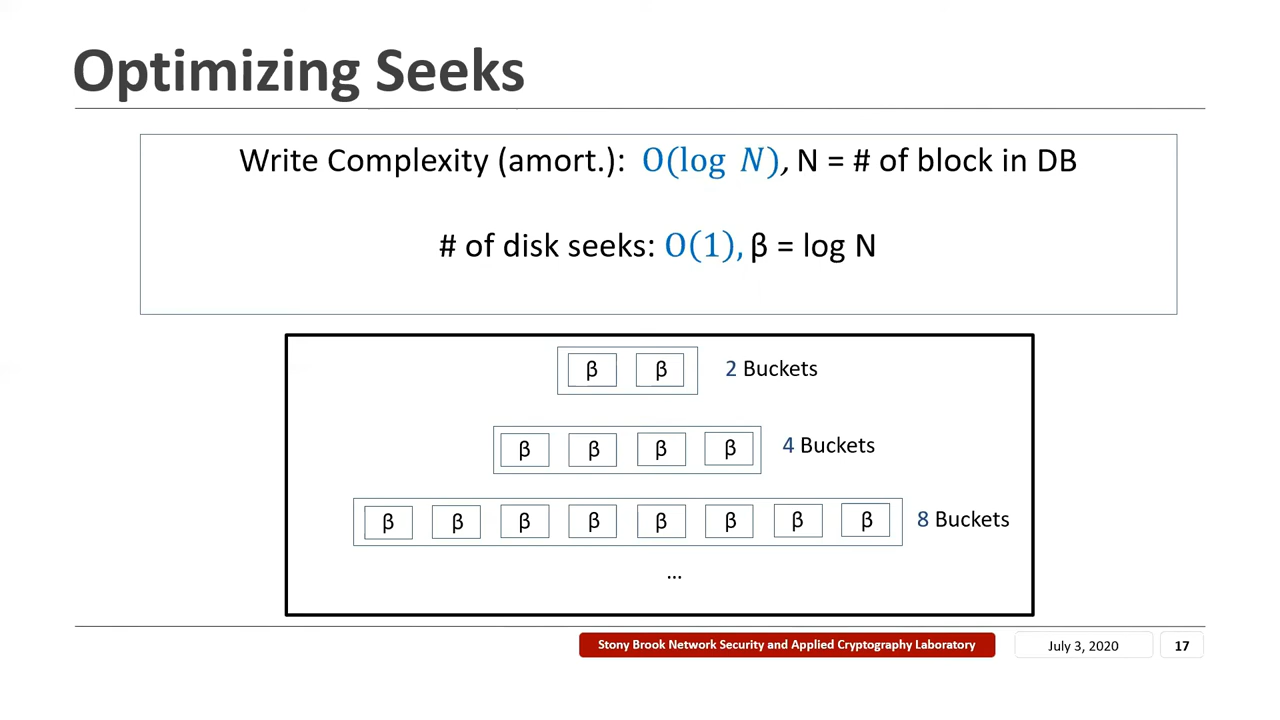 Optimizing Seeks
Write Complexity (amort.): O(log N), N = # of block in DB
# of disk seeks: O(1), β = log N
β β 2 Buckets
β β β β 4 Buckets
β β β β β β β β 8 Buckets
...
Stony Brook Network Security and Applied Cryptography Laboratory July 3, 2020 17